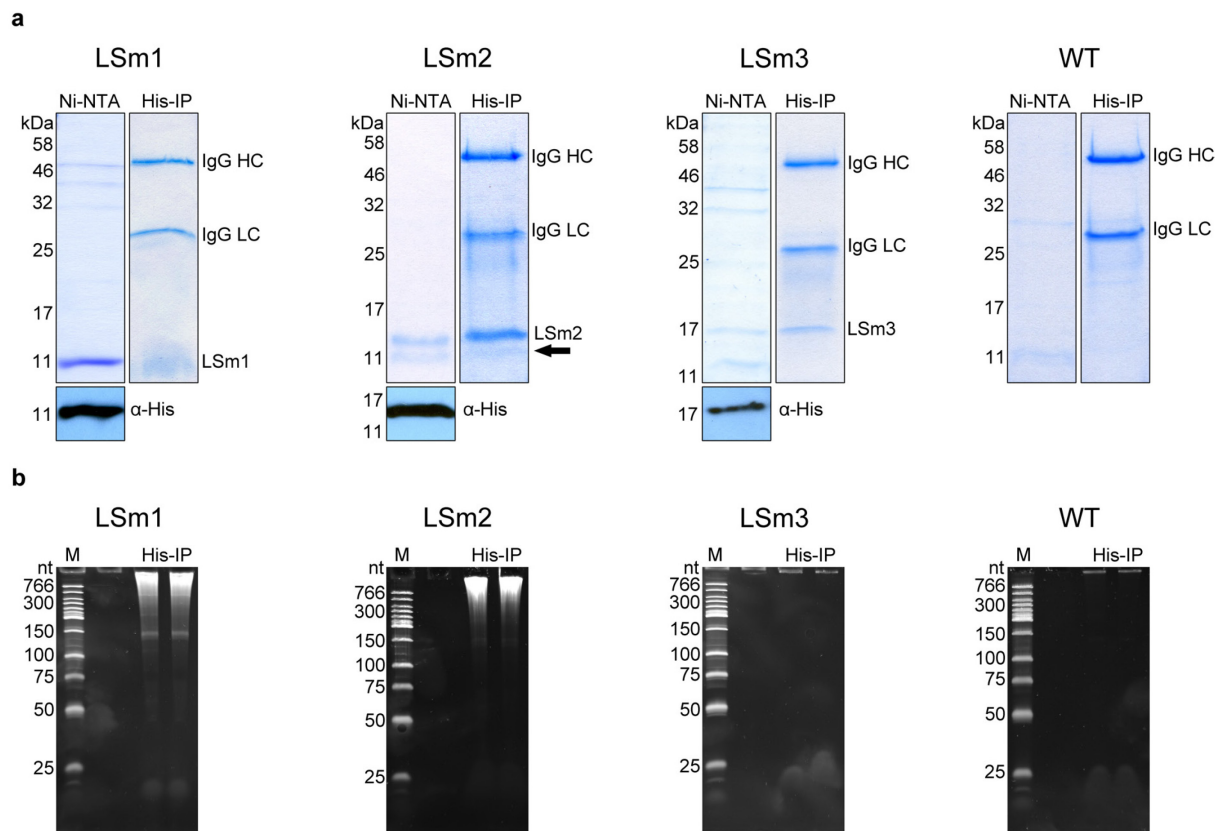 a
LSm1
LSm2
LSm3
WT
Ni-NTA His-IP
Ni-NTA His-IP
Ni-NTA His-IP
Ni-NTA His-IP
kDa
58
46
32
25
17
11
IgG HC
IgG LC
LSm1
11
α-His
kDa
58
46
32
25
17
11
IgG HC
IgG LC
LSm2
17
11
α-His
kDa
58
46
32
25
17
11
IgG HC
IgG LC
LSm3
17
α-His
kDa
58
46
32
25
17
11
IgG HC
IgG LC
b
LSm1
LSm2
LSm3
WT
M His-IP
nt
766
300
150
100
75
50
25
M His-IP
nt
766
300
150
100
75
50
25
M His-IP
nt
766
300
150
100
75
50
25
M His-IP
nt
766
300
150
100
75
50
25